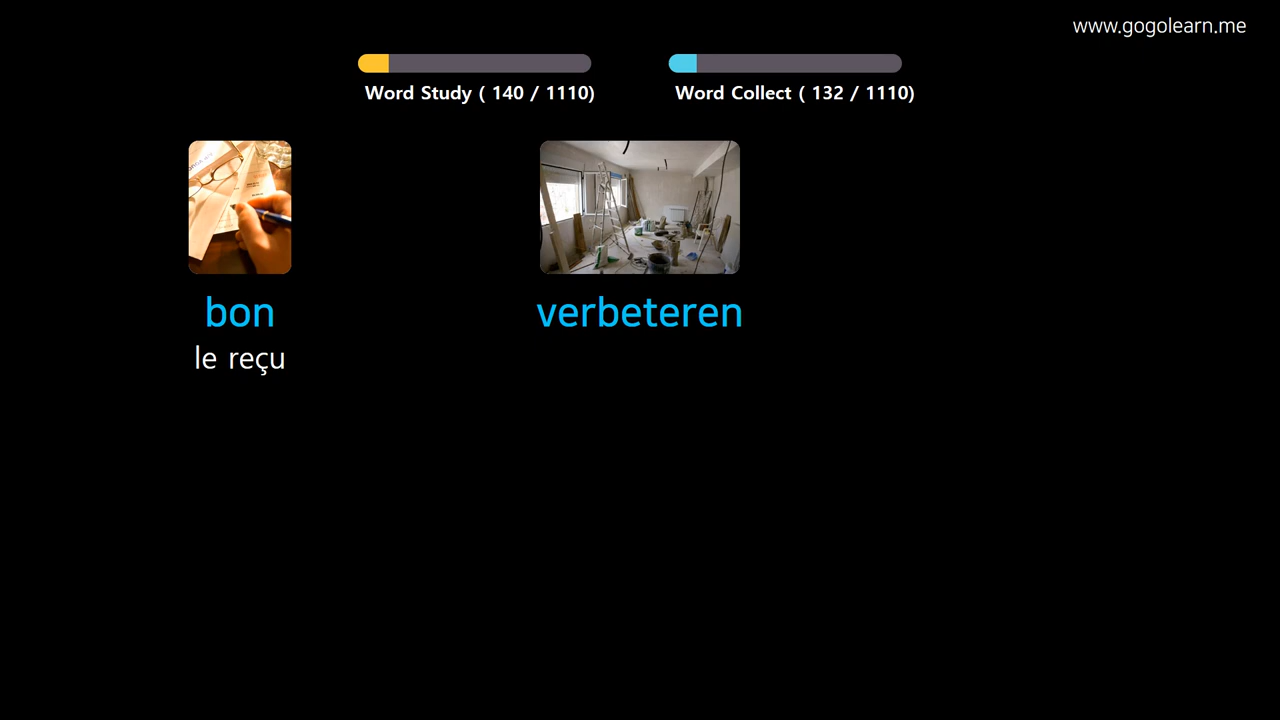 www.gogolearn.me
Word Study ( 140 / 1110)
Word Collect ( 132 / 1110)
bon
verbeteren
le reçu